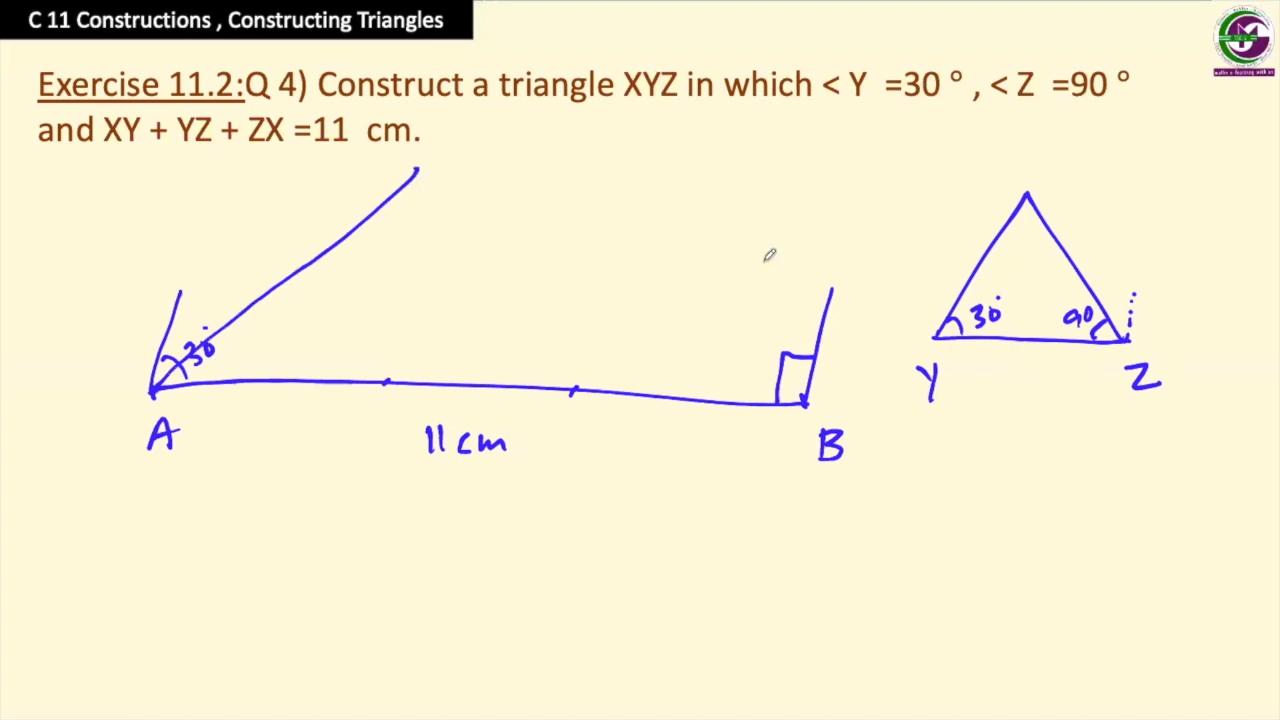 C 11 Constructions , Constructing Triangles
Exercise 11.2:Q 4) Construct a triangle XYZ in which < Y =30 ° , < Z =90 °
and XY + YZ + ZX =11 cm.
30°
30°
90
Y
Z
A
11 cm
B